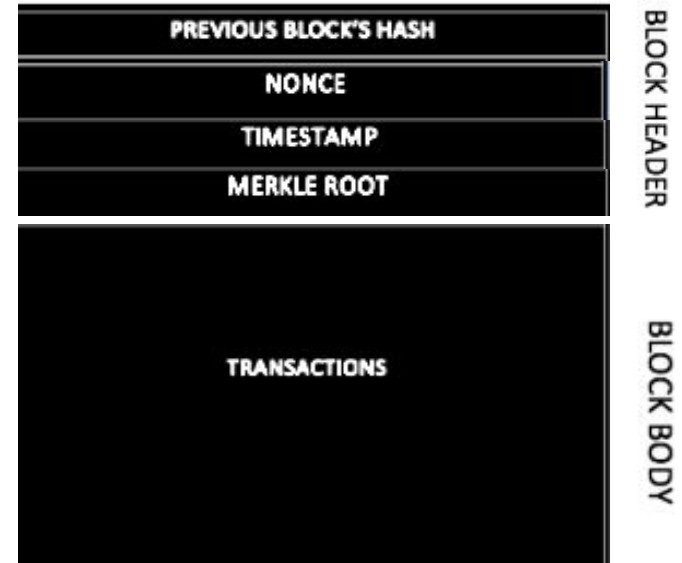 PREVIOUS BLOCK'S HASH
NONCE
TIMESTAMP
MERKLE ROOT
BLOCK HEADER
TRANSACTIONS
BLOCK BODY